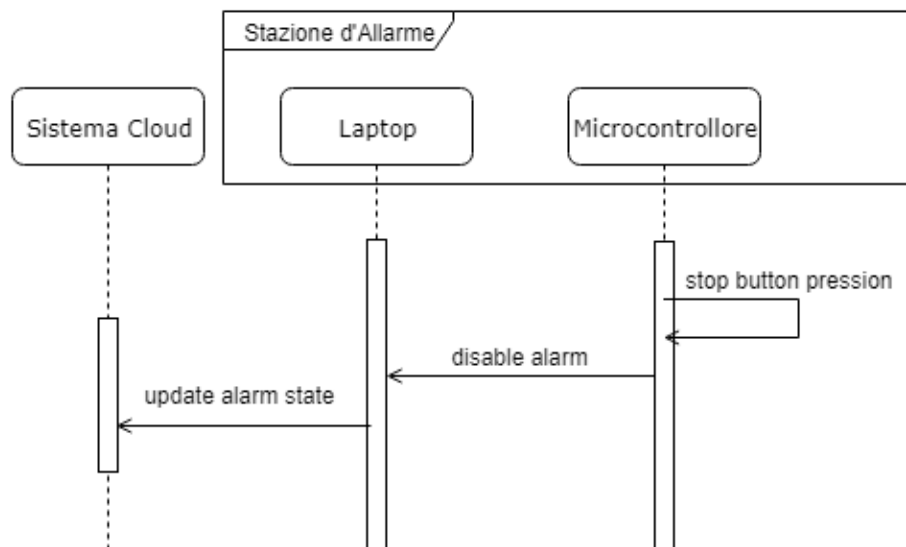 Stazione d'Allarme
Sistema Cloud
Laptop
Microcontrollore
stop button pression
disable alarm
update alarm state